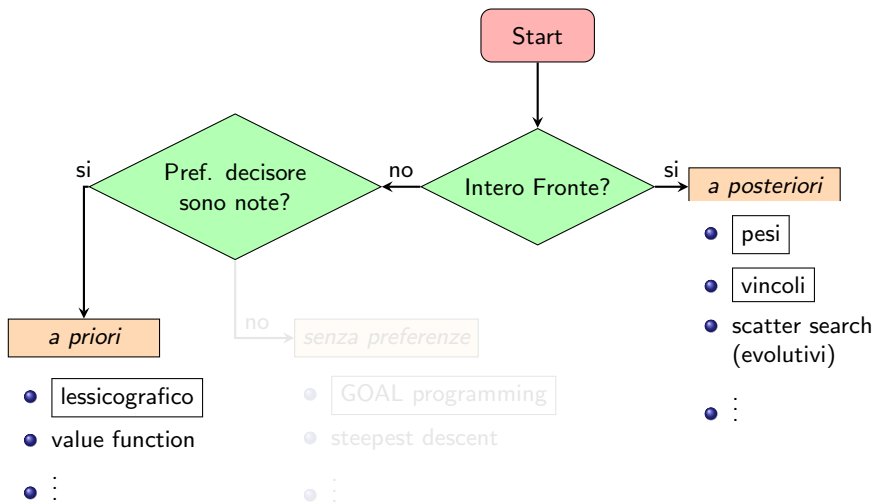 Start
Intero Fronte?
si
a posteriori
pesi
vincoli
scatter search
(evolutivi)
⋮
no
Pref. decisore
sono note?
si
a priori
lessicografico
value function
⋮
no
senza preferenze
GOAL programming
steepest descent
⋮